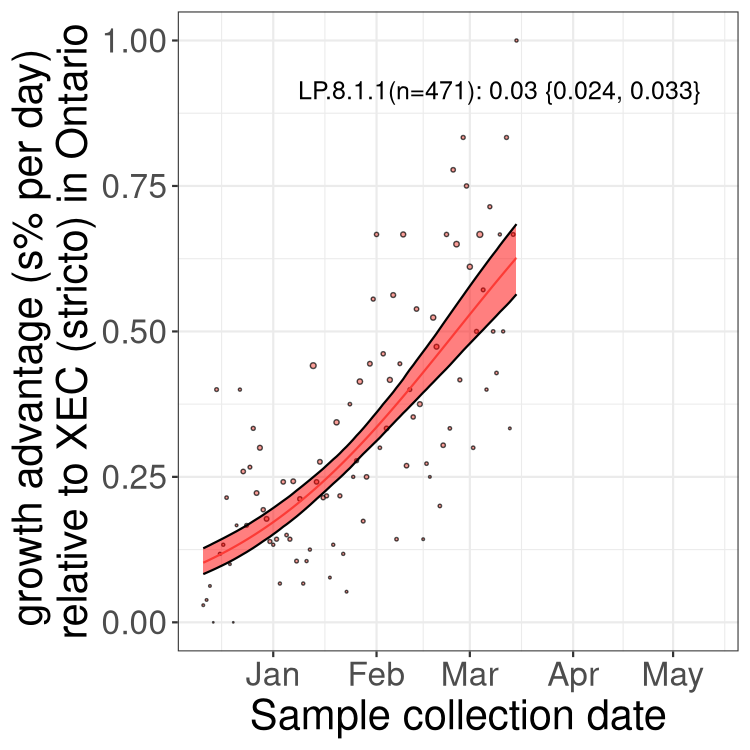 growth advantage (s% per day)
relative to XEC (stricto) in Ontario
1.00
0.75
0.50
0.25
0.00
LP.8.1.1(n=471): 0.03 {0.024, 0.033}
Jan Feb Mar Apr May
Sample collection date